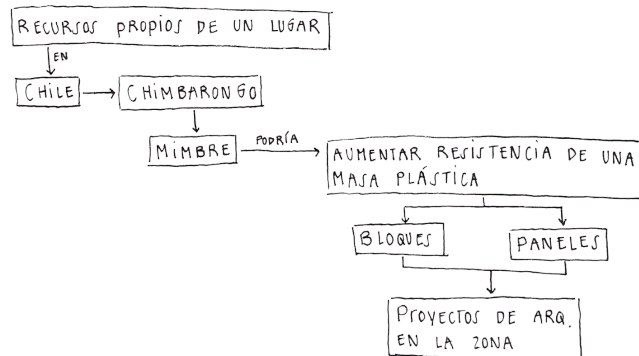 RECURSOS PROPIOS DE UN LUGAR
EN
CHILE
CHIMBARONGO
MIMBRE
PODRÍA
AUMENTAR RESISTENCIA DE UNA
MASA PLÁSTICA
BLOQUES
PANELES
PROYECTOS DE ARQ.
EN LA ZONA